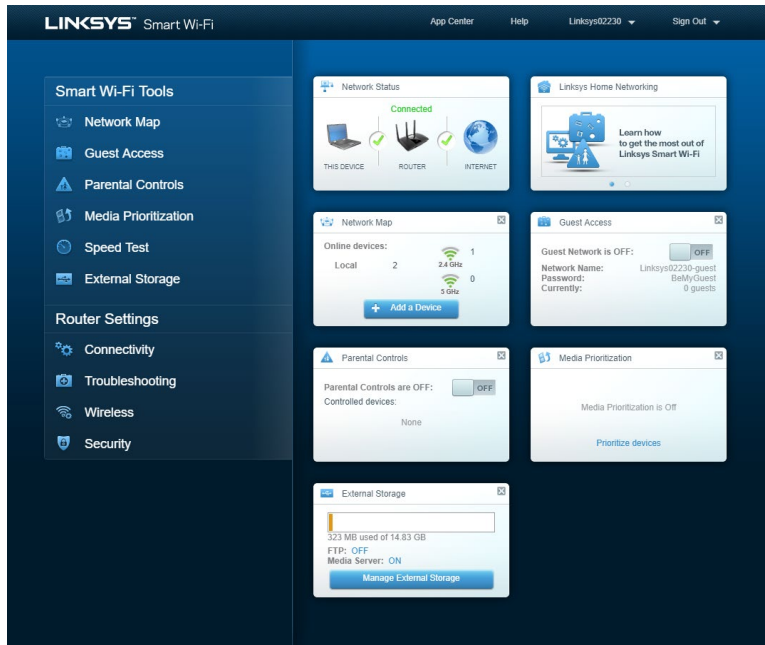 LINKSYS Smart Wi-Fi
App Center Help Linksys02230 Sign Out
Smart Wi-Fi Tools
Network Map
Guest Access
Parental Controls
Media Prioritization
Speed Test
External Storage
Router Settings
Connectivity
Troubleshooting
Wireless
Security
Network Status
Connected
THIS DEVICE ROUTER INTERNET
Linksys Home Networking
Learn how
to get the most out of
Linksys Smart Wi-Fi
Network Map
Online devices:
Local 2
1
2.4 GHz
0
5 GHz
Add a Device
Guest Access
Guest Network is OFF: OFF
Network Name: Linksys02230-guest
Password: BeMyGuest
Currently: 0 guests
Parental Controls
Parental Controls are OFF: OFF
Controlled devices:
None
Media Prioritization
Media Prioritization is Off
Prioritize devices
External Storage
323 MB used of 14.83 GB
FTP: OFF
Media Server: ON
Manage External Storage